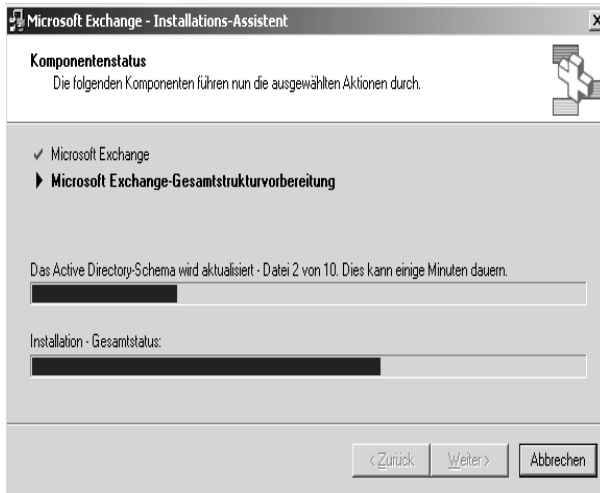 Microsoft Exchange - Installations-Assistent
Komponentenstatus
Die folgenden Komponenten führen nun die ausgewählten Aktionen durch.
Microsoft Exchange
Microsoft Exchange-Gesamtstrukturvorbereitung
Das Active Directory-Schema wird aktualisiert - Datei 2 von 10. Dies kann einige Minuten dauern.
Installation - Gesamtstatus:
< Zurück Weiter > Abbrechen